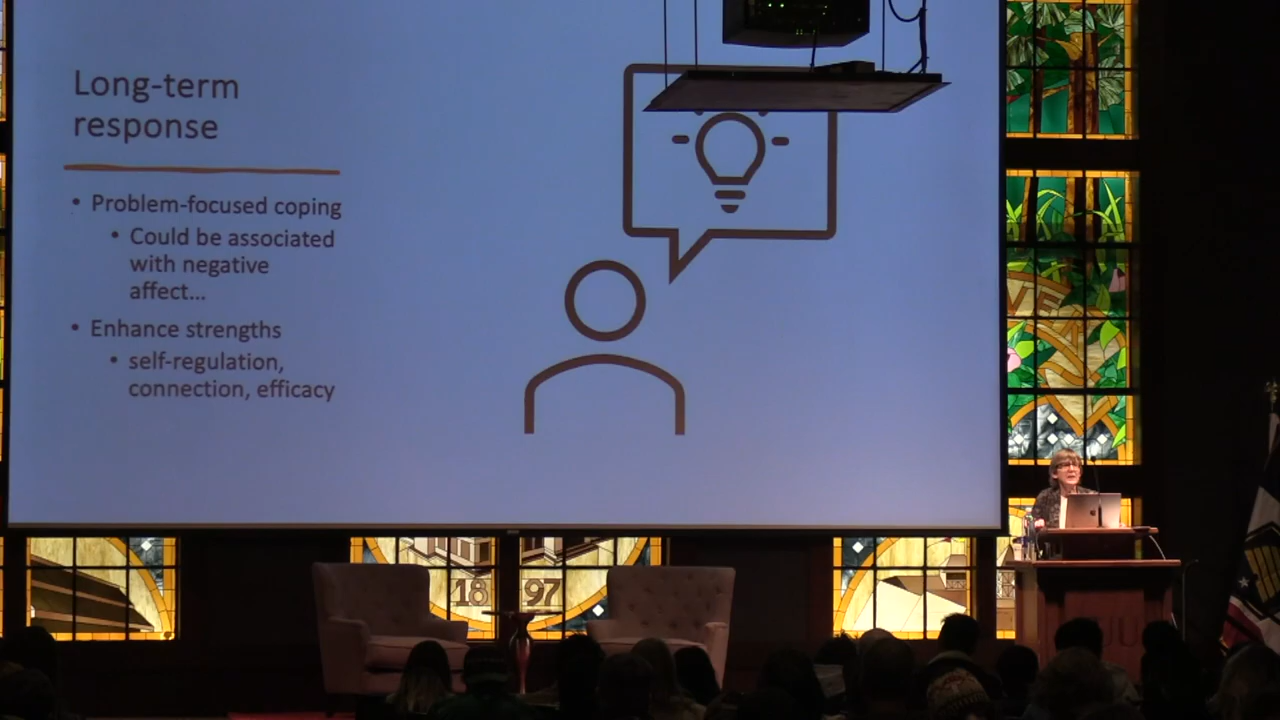 Long-term
response
• Problem-focused coping
• Could be associated
with negative
affect...
• Enhance strengths
• self-regulation,
connection, efficacy
18 97